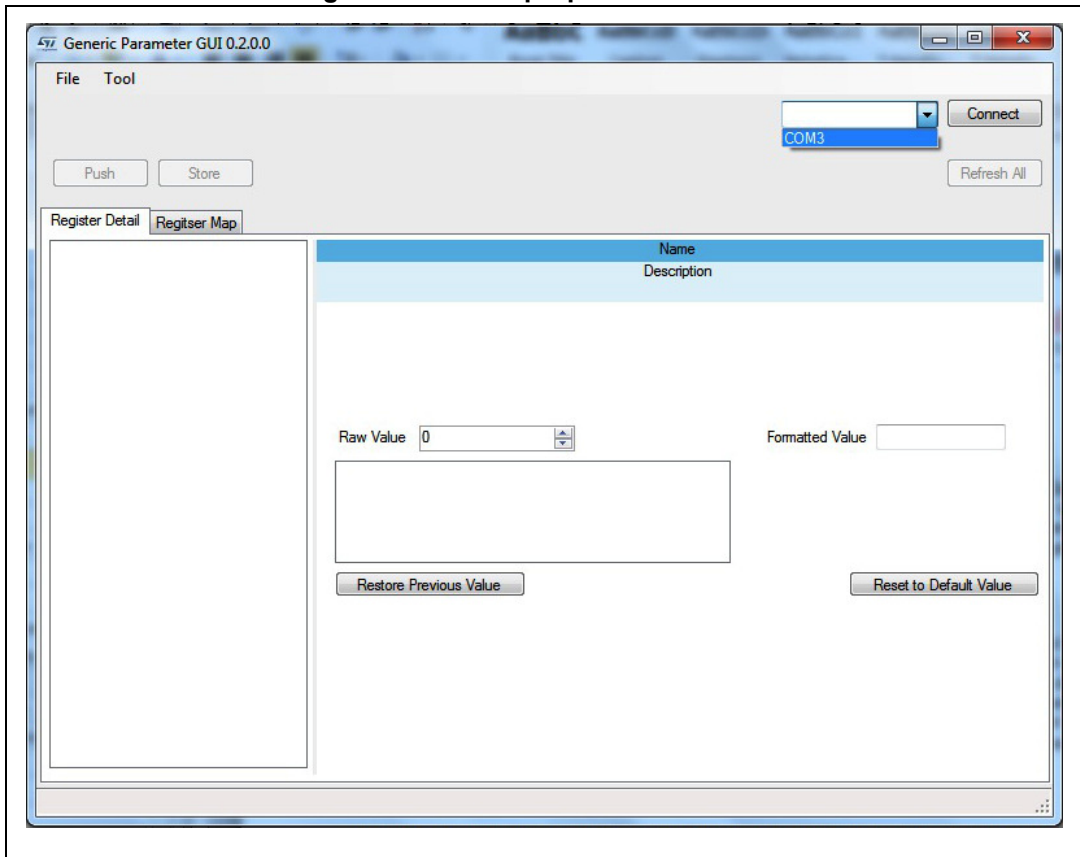 Generic Parameter GUI 0.2.0.0
File Tool
Connect
COM3
Push Store Refresh All
Register Detail Regitser Map
Name
Description
Raw Value 0 Formatted Value
Restore Previous Value Reset to Default Value